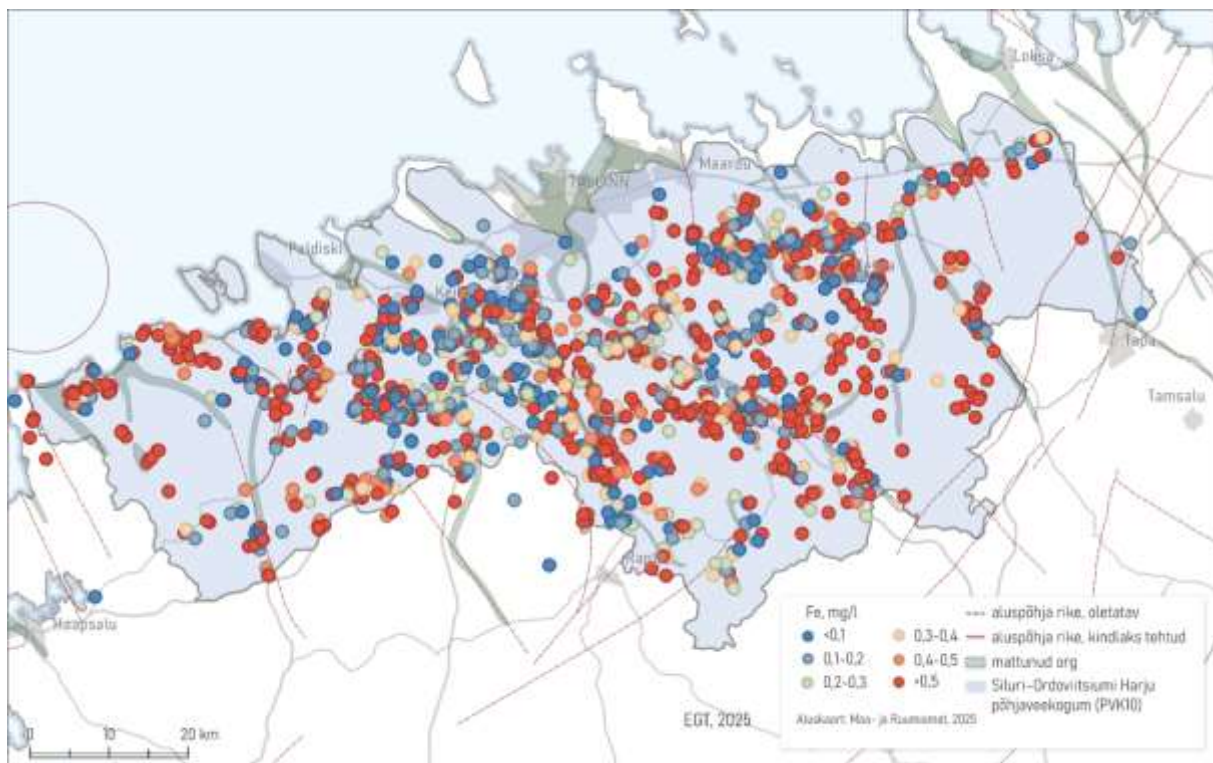 Loksa
Maardu
TALLINN
Paldiski
Tapa
Tamsalu
Haapsalu
Fe, mg/l
<0,1
0,1-0,2
0,2-0,3
0,3-0,4
0,4-0,5
>0,5
aluspõhja rike, oletatav
aluspõhja rike, kindlaks tehtud
mattunud org
Siluri-Ordoviitsiumi Harju
põhjaveekogum (PVK10)
EGT, 2025
Aluskaart: Maa- ja Ruumiamet, 2025
0 10 20 km